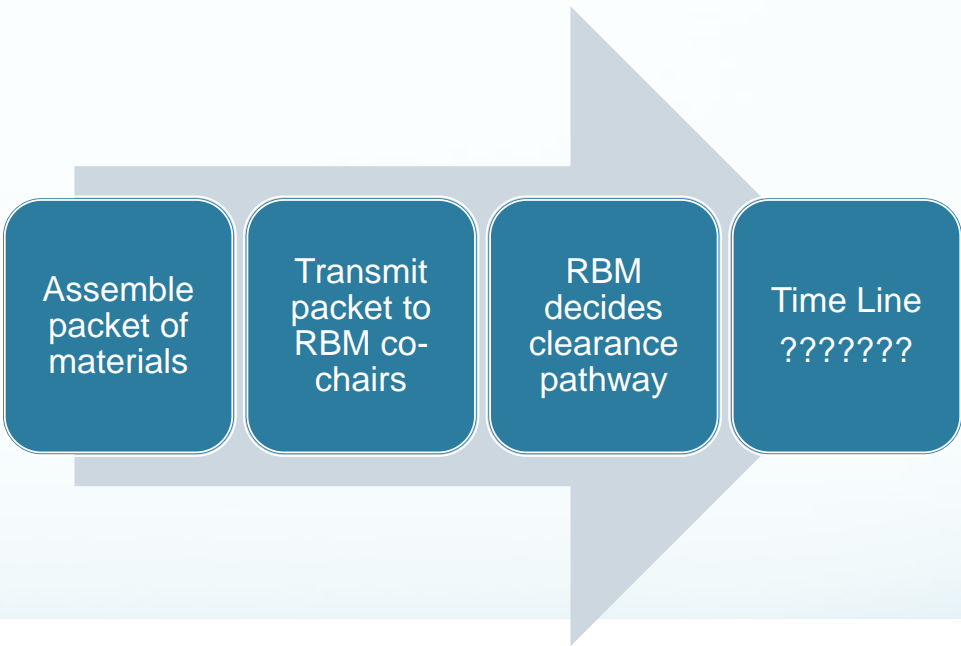 Assemble
packet of
materials
Transmit
packet to
RBM co-
chairs
RBM
decides
clearance
pathway
Time Line
???????